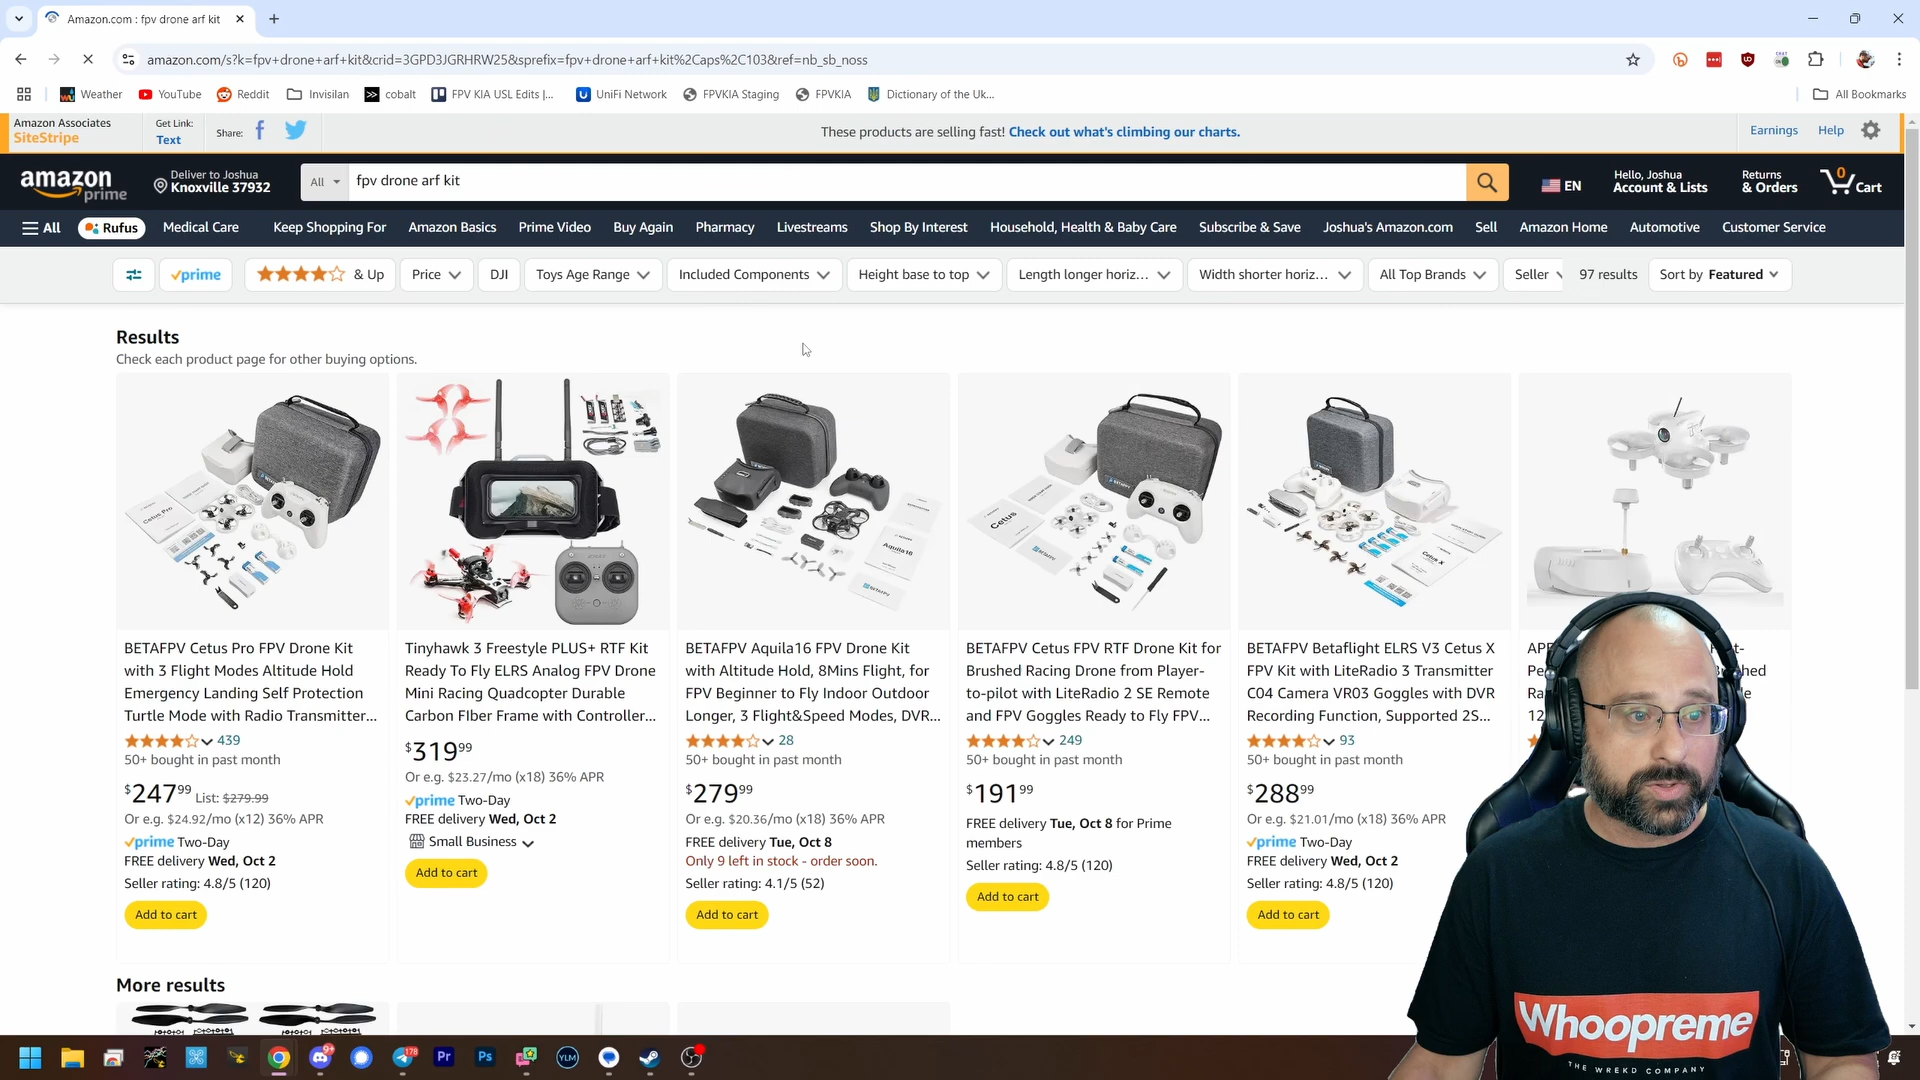 Amazon.com : fpv drone arf kit
amazon.com/s?k=fpv+drone+arf+kit&crid=3GPD3JGRHRW25&sprefix=fpv+drone+arf+kit%2Caps%2C103&ref=nb_sb_noss
Weather
YouTube
Reddit
Invisilan
cobalt
FPV KIA USL Edits |...
UniFi Network
FPVKIA Staging
FPVKIA
Dictionary of the Uk...
All Bookmarks
Amazon Associates
SiteStripe
Get Link:
Text
Share:
These products are selling fast! Check out what's climbing our charts.
Earnings
Help
amazon
prime
Deliver to Joshua
Knoxville 37932
All
fpv drone arf kit
EN
Hello, Joshua
Account & Lists
Returns
& Orders
0
Cart
All
Rufus
Medical Care
Keep Shopping For
Amazon Basics
Prime Video
Buy Again
Pharmacy
Livestreams
Shop By Interest
Household, Health & Baby Care
Subscribe & Save
Joshua's Amazon.com
Sell
Amazon Home
Automotive
Customer Service
prime
& Up
Price
DJI
Toys Age Range
Included Components
Height base to top
Length longer horiz...
Width shorter horiz...
All Top Brands
Seller
97 results
Sort by Featured
Results
Check each product page for other buying options.
Cetus Pro
Aquila16
BETAFPV
Cetus
Cetus X
BETAFPV Cetus Pro FPV Drone Kit
with 3 Flight Modes Altitude Hold
Emergency Landing Self Protection
Turtle Mode with Radio Transmitter...
439
50+ bought in past month
$247 99 List: $279.99
Or e.g. $24.92/mo (x12) 36% APR
prime Two-Day
FREE delivery Wed, Oct 2
Seller rating: 4.8/5 (120)
Add to cart
Tinyhawk 3 Freestyle PLUS+ RTF Kit
Ready To Fly ELRS Analog FPV Drone
Mini Racing Quadcopter Durable
Carbon FIber Frame with Controller...
$319 99
Or e.g. $23.27/mo (x18) 36% APR
prime Two-Day
FREE delivery Wed, Oct 2
Small Business
Add to cart
BETAFPV Aquila16 FPV Drone Kit
with Altitude Hold, 8Mins Flight, for
FPV Beginner to Fly Indoor Outdoor
Longer, 3 Flight&Speed Modes, DVR...
28
50+ bought in past month
$279 99
Or e.g. $20.36/mo (x18) 36% APR
FREE delivery Tue, Oct 8
Only 9 left in stock - order soon.
Seller rating: 4.1/5 (52)
Add to cart
BETAFPV Cetus FPV RTF Drone Kit for
Brushed Racing Drone from Player-
to-pilot with LiteRadio 2 SE Remote
and FPV Goggles Ready to Fly FPV...
249
50+ bought in past month
$191 99
FREE delivery Tue, Oct 8 for Prime
members
Seller rating: 4.8/5 (120)
Add to cart
BETAFPV Betaflight ELRS V3 Cetus X
FPV Kit with LiteRadio 3 Transmitter
C04 Camera VR03 Goggles with DVR
Recording Function, Supported 2S...
93
50+ bought in past month
$288 99
Or e.g. $21.01/mo (x18) 36% APR
prime Two-Day
FREE delivery Wed, Oct 2
Seller rating: 4.8/5 (120)
Add to cart
More results
Whoopreme
THE WREKD COMPANY
9+
178
Pr
Ps
YLM